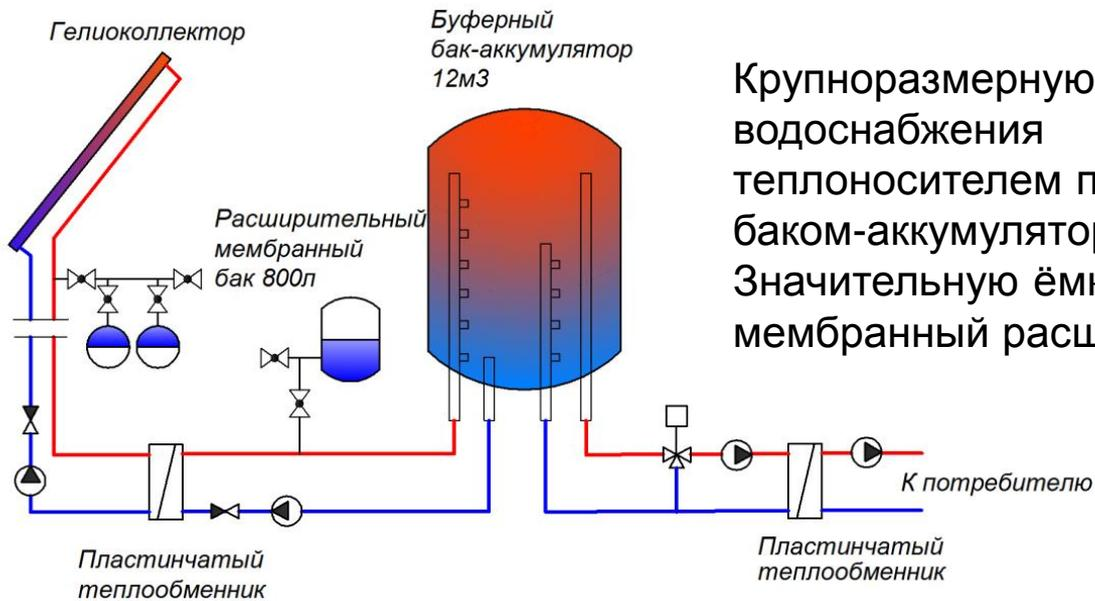 Гелиоколлектор
Буферный
бак-аккумулятор
12м3
Расширительный
мембранный
бак 800л
Крупноразмерную
водоснабжения
теплоносителем п
баком-аккумулятор
Значительную ёмк
мембранный расш
К потребителю
Пластинчатый
теплообменник
Пластинчатый
теплообменник